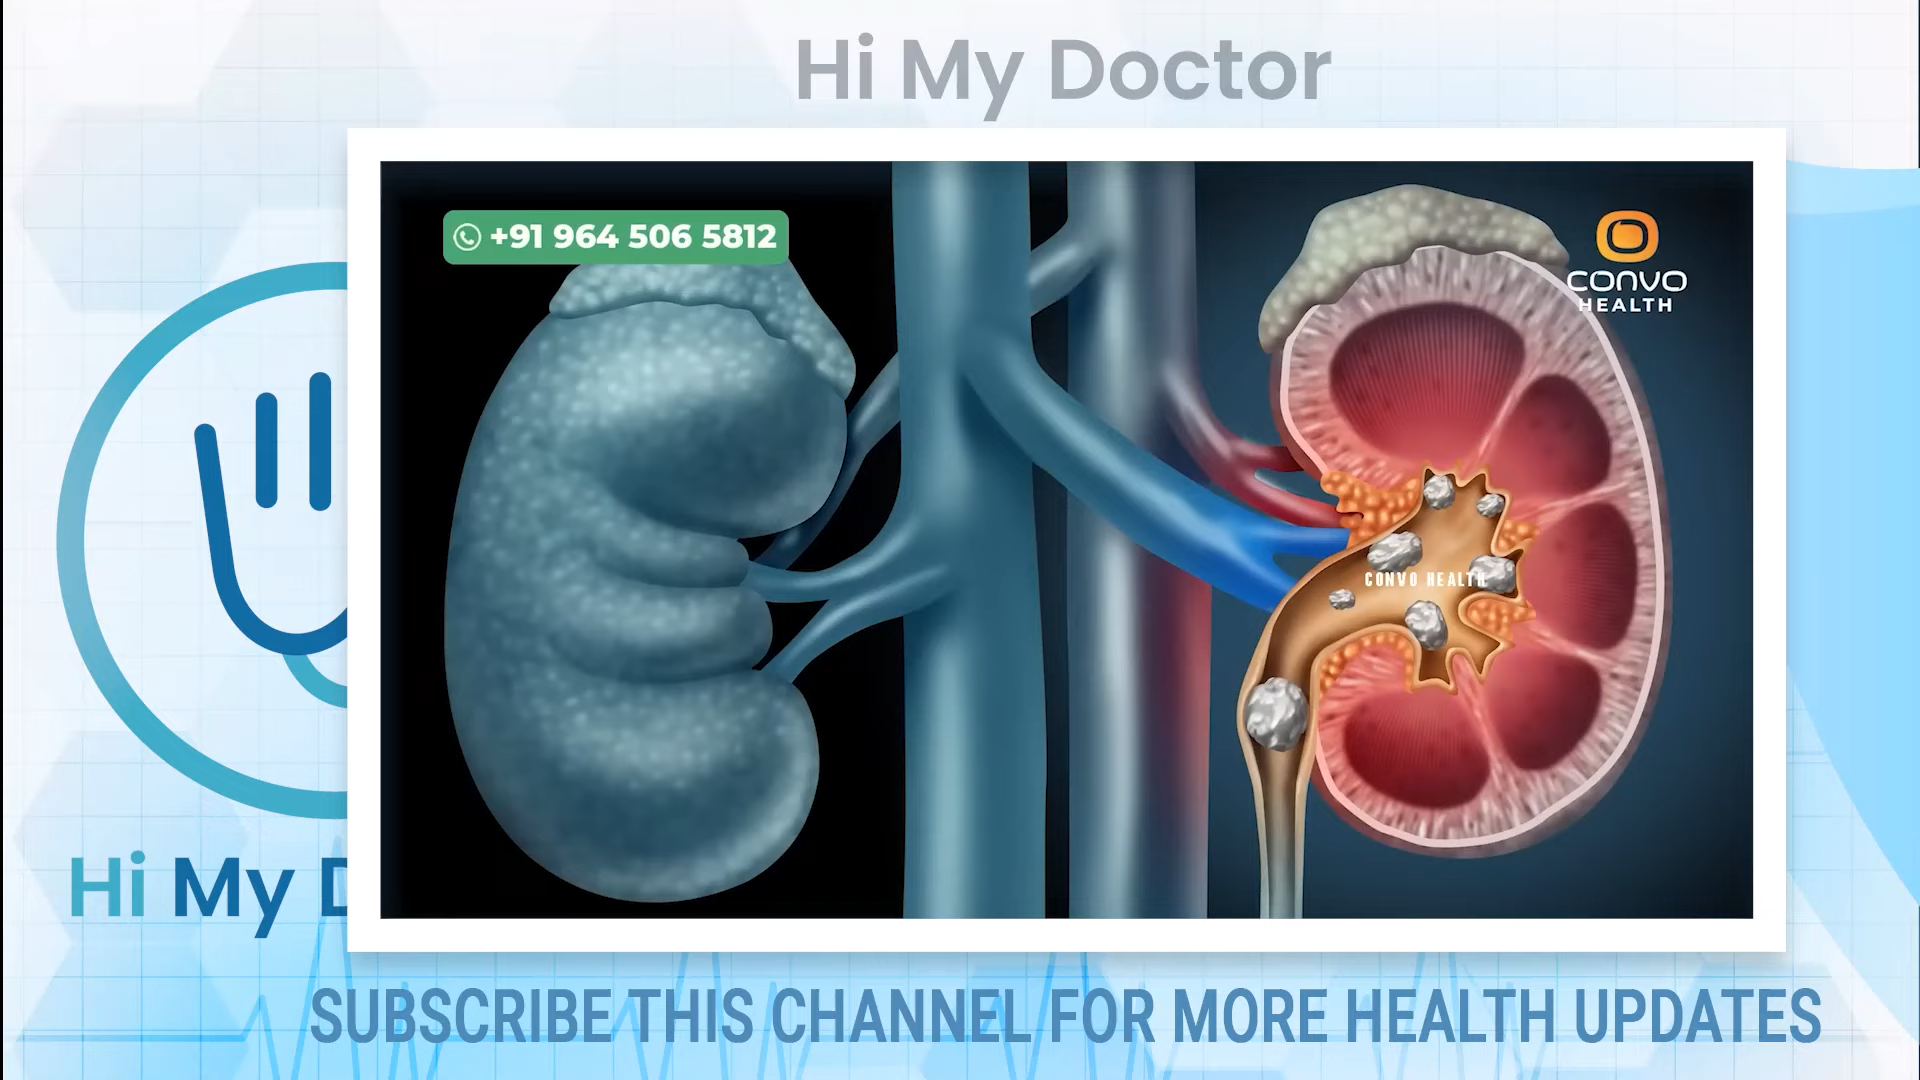 Hi My Doctor
+91 964 506 5812
CONVO
HEALTH
CONVO HEALTH
Hi My D
SUBSCRIBE THIS CHANNEL FOR MORE HEALTH UPDATES